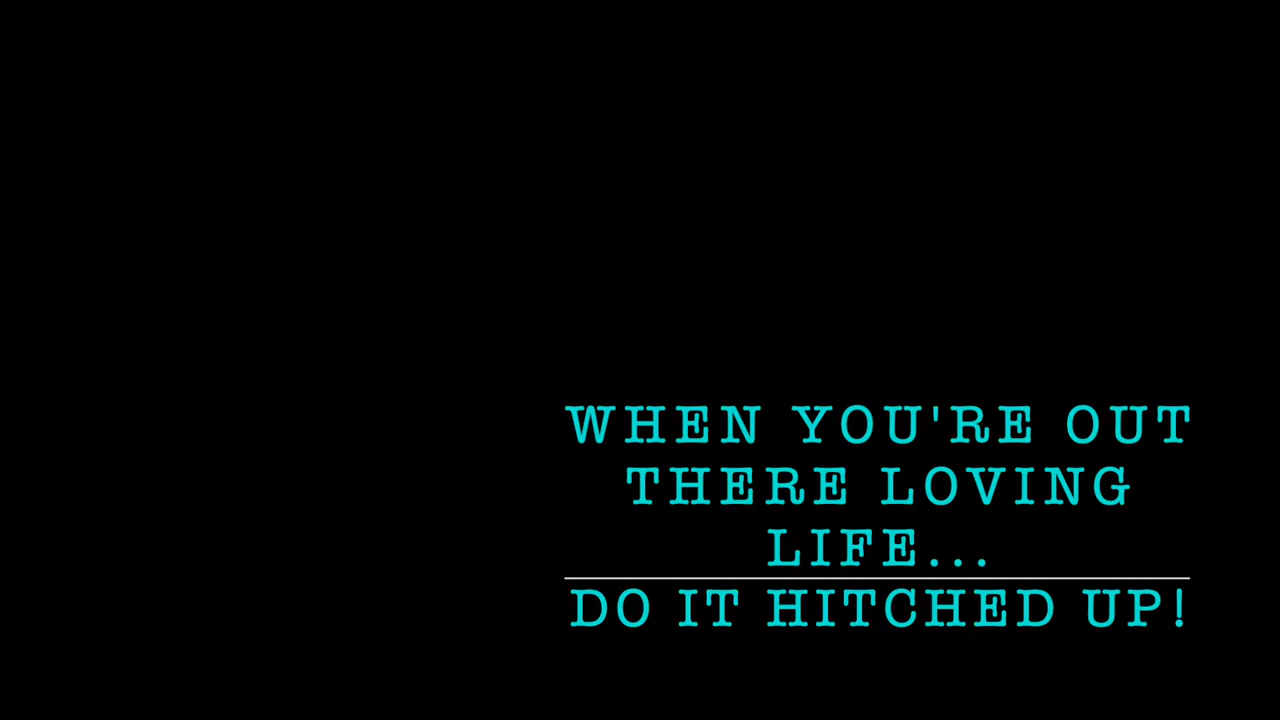 WHEN YOU'RE OUT
THERE LOVING
LIFE...
DO IT HITCHED UP!